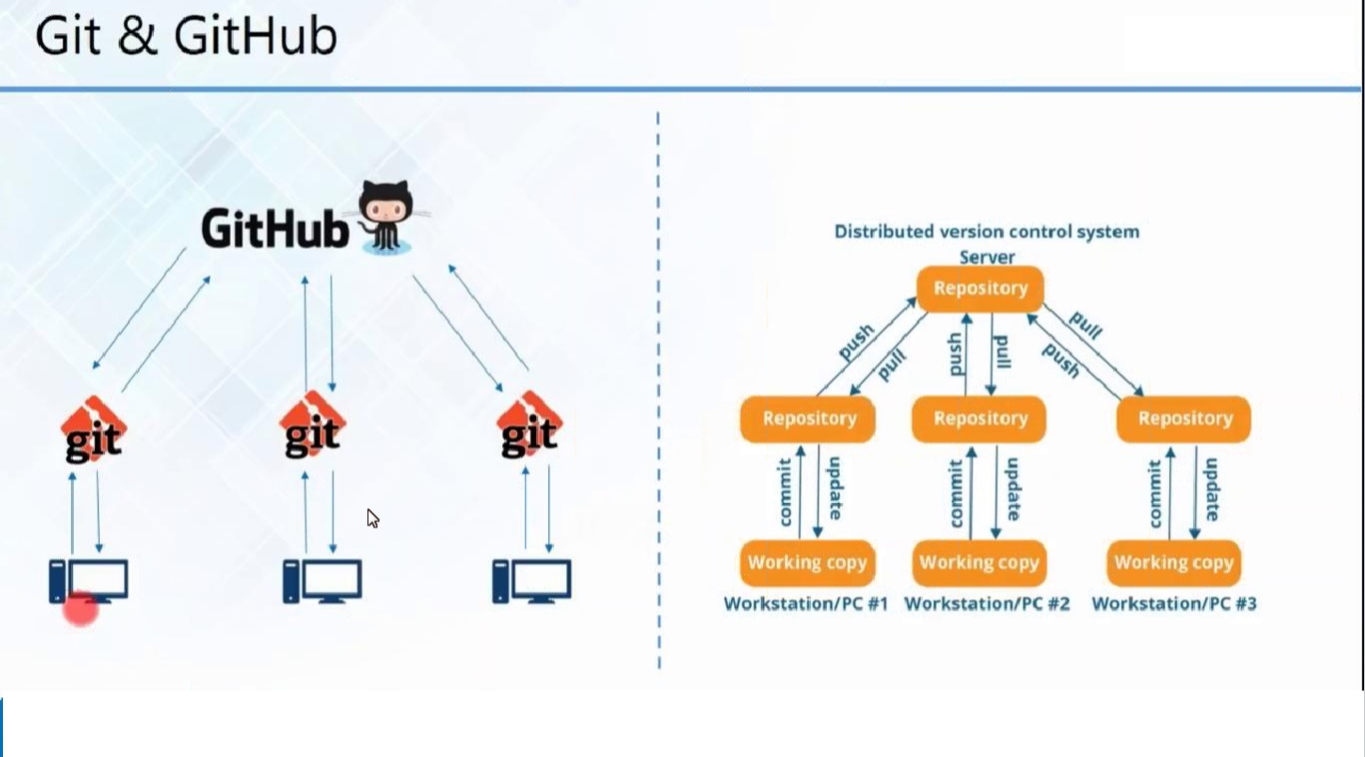 Git & GitHub
GitHub
git
git
git
Distributed version control system
Server
Repository
push
pull
push
pull
push
pull
Repository
Repository
Repository
commit
update
commit
update
commit
update
Working copy
Working copy
Working copy
Workstation/PC #1
Workstation/PC #2
Workstation/PC #3